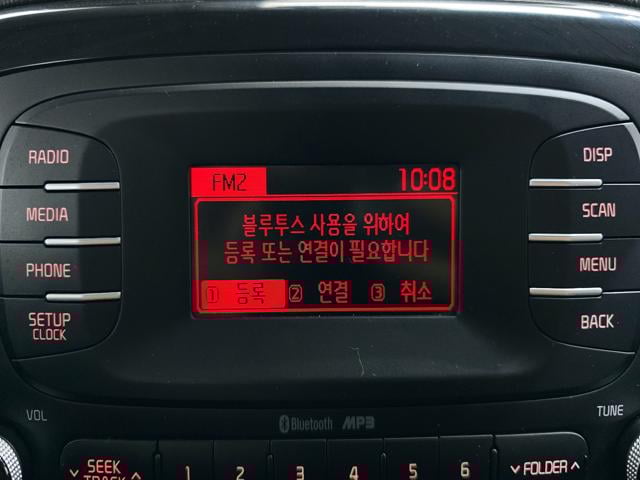 FM2 10:08
블루투스 사용을 위하여
등록 또는 연결이 필요합니다
1 등록 2 연결 3 취소
RADIO
MEDIA
PHONE
SETUP
CLOCK
DISP
SCAN
MENU
BACK
VOL
TUNE
Bluetooth MP3
SEEK
TRACK
1 2 3 4 5 6
FOLDER